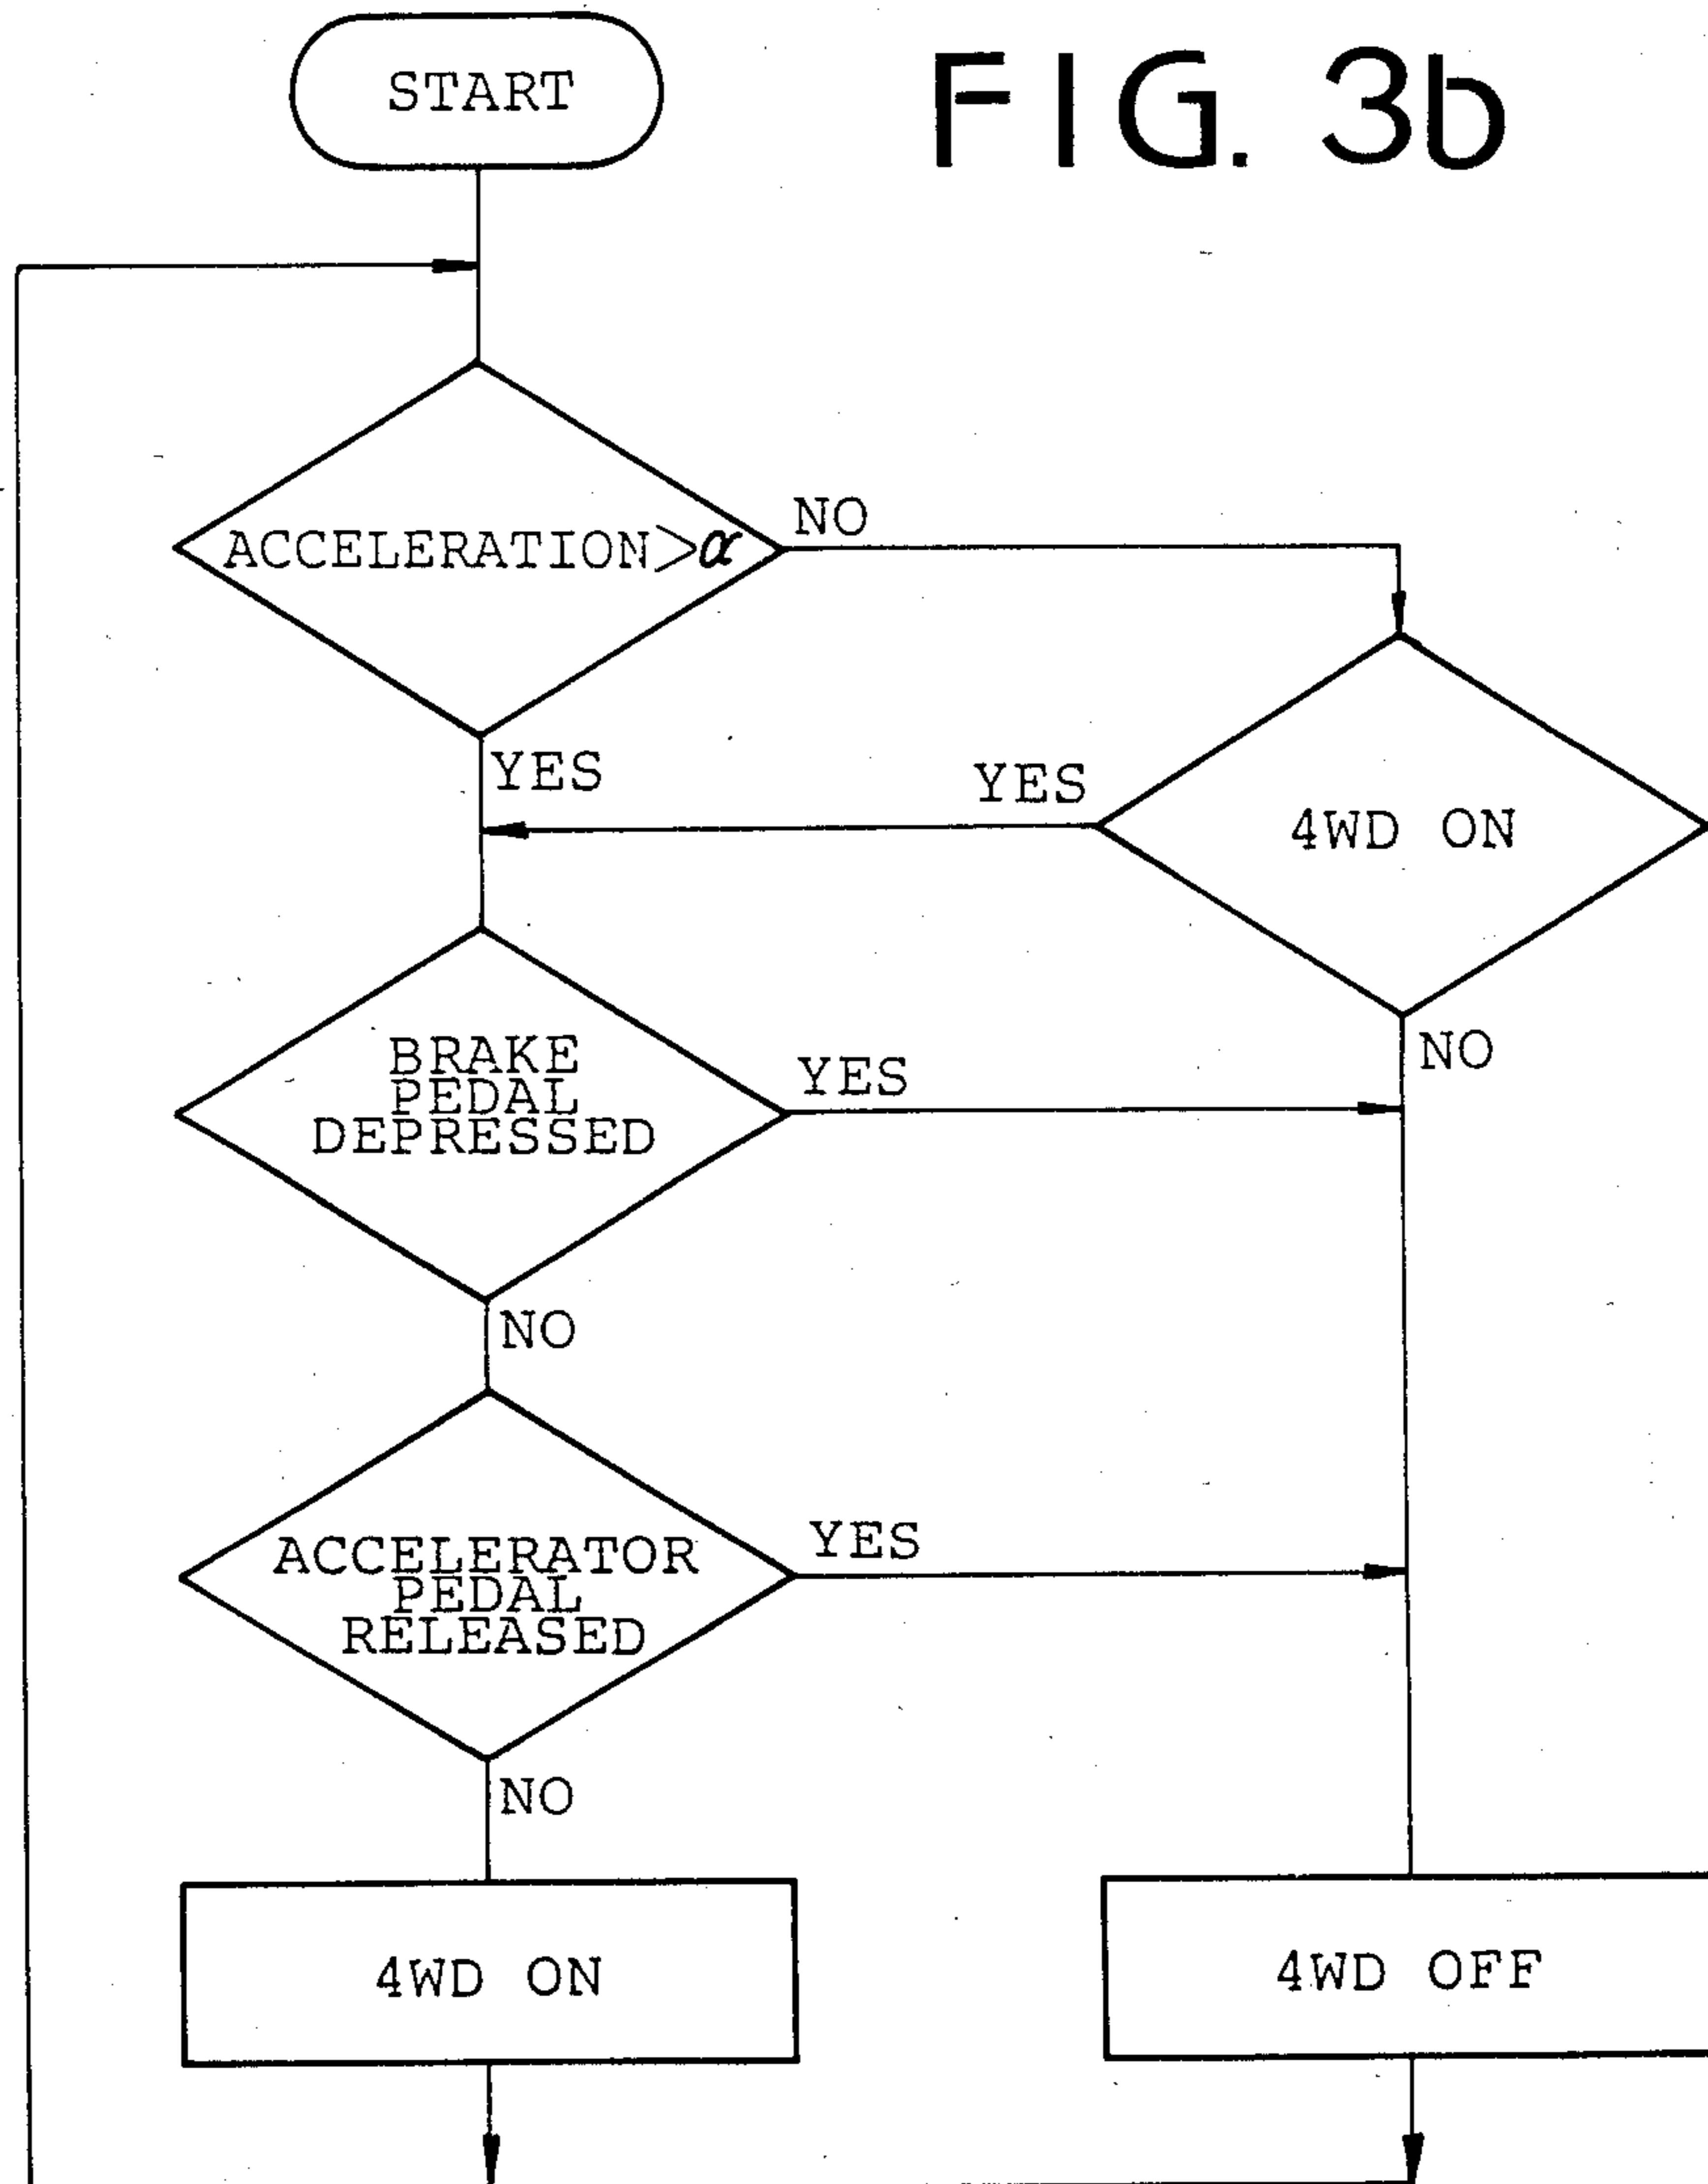 START
FIG. 3b
ACCELERATION>α
NO
YES
YES
4WD ON
BRAKE
PEDAL
DEPRESSED
YES
NO
NO
ACCELERATOR
PEDAL
RELEASED
YES
NO
4WD ON
4WD OFF